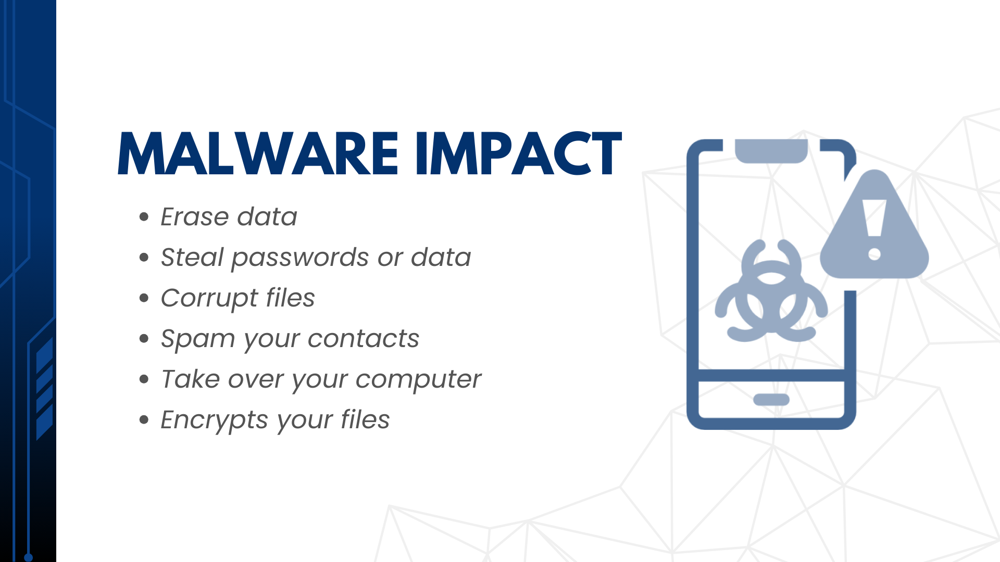 MALWARE IMPACT
• Erase data
• Steal passwords or data
• Corrupt files
• Spam your contacts
• Take over your computer
• Encrypts your files